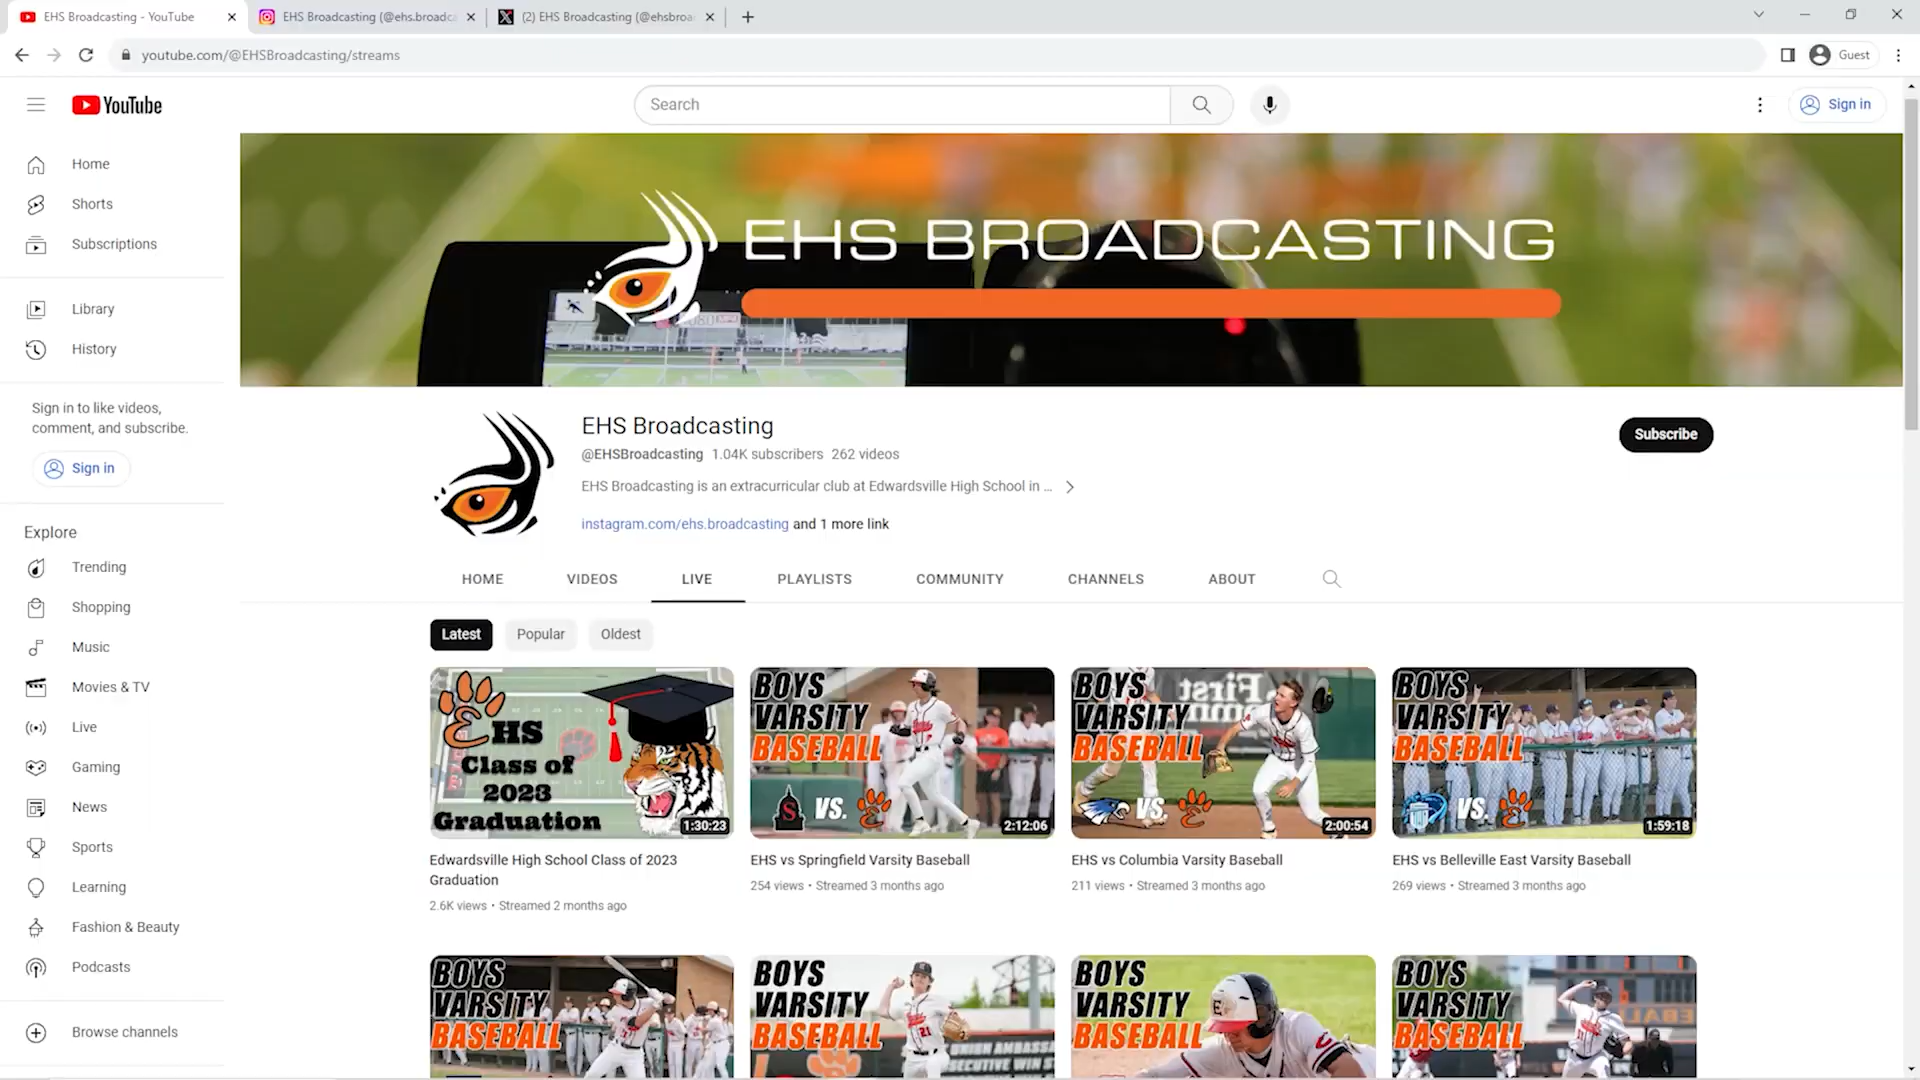 EHS Broadcasting - YouTube
EHS Broadcasting (@ehs.broadca
(2) EHS Broadcasting (@ehsbroa
youtube.com/@EHSBroadcasting/streams
Guest
YouTube
Search
Sign in
Home
Shorts
Subscriptions
Library
History
Sign in to like videos,
comment, and subscribe.
Sign in
Explore
Trending
Shopping
Music
Movies & TV
Live
Gaming
News
Sports
Learning
Fashion & Beauty
Podcasts
Browse channels
EHS BROADCASTING
EHS Broadcasting
@EHSBroadcasting 1.04K subscribers 262 videos
EHS Broadcasting is an extracurricular club at Edwardsville High School in ...
instagram.com/ehs.broadcasting and 1 more link
Subscribe
HOME VIDEOS LIVE PLAYLISTS COMMUNITY CHANNELS ABOUT
Latest Popular Oldest
EHS
Class of
2023
Graduation
1:30:23
Edwardsville High School Class of 2023
Graduation
2.6K views • Streamed 2 months ago
BOYS
VARSITY
BASEBALL
S VS. E
2:12:06
EHS vs Springfield Varsity Baseball
254 views • Streamed 3 months ago
BOYS
VARSITY
BASEBALL
First
VS. E
2:00:54
EHS vs Columbia Varsity Baseball
211 views • Streamed 3 months ago
BOYS
VARSITY
BASEBALL
VS. E
1:59:18
EHS vs Belleville East Varsity Baseball
269 views • Streamed 3 months ago
BOYS
VARSITY
BASEBALL
BOYS
VARSITY
BASEBALL
21
BOYS
VARSITY
BASEBALL
E
BOYS
VARSITY
BASEBALL